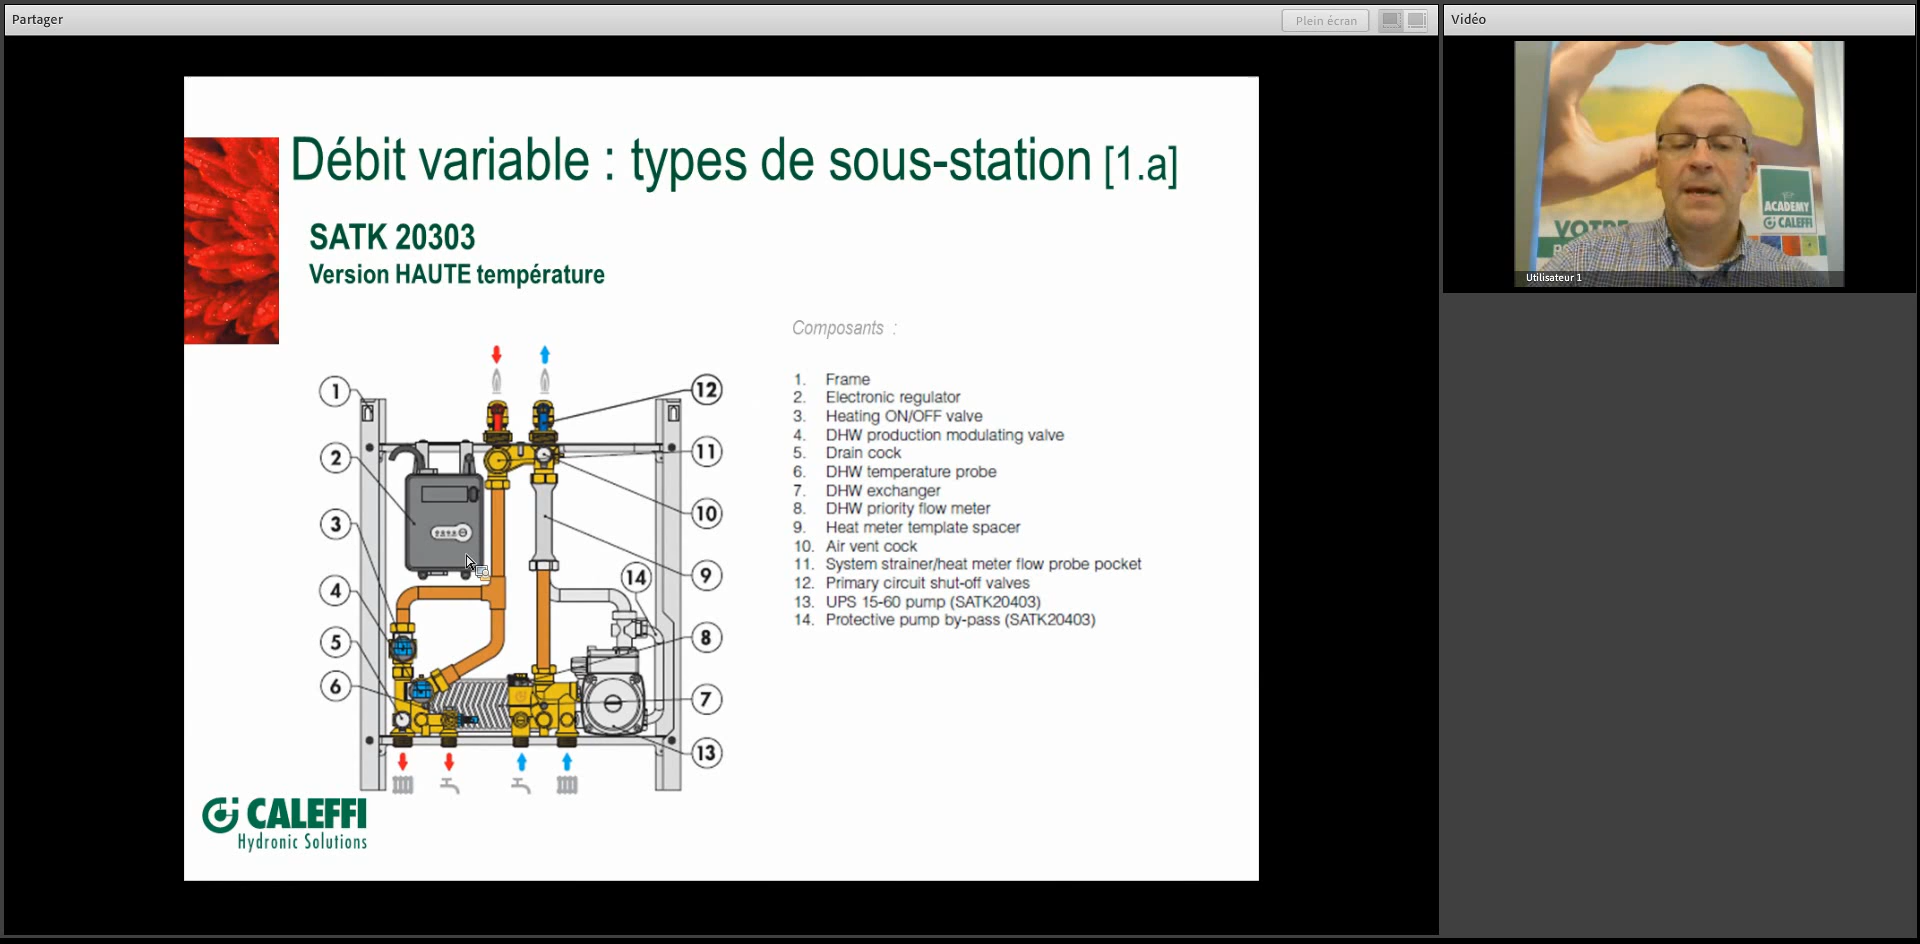 Partager
Plein écran
Vidéo
Débit variable : types de sous-station [1.a]
SATK 20303
Version HAUTE température
Composants :
1. Frame
2. Electronic regulator
3. Heating ON/OFF valve
4. DHW production modulating valve
5. Drain cock
6. DHW temperature probe
7. DHW exchanger
8. DHW priority flow meter
9. Heat meter template spacer
10. Air vent cock
11. System strainer/heat meter flow probe pocket
12. Primary circuit shut-off valves
13. UPS 15-60 pump (SATK20403)
14. Protective pump by-pass (SATK20403)
1
2
3
4
5
6
12
11
10
9
14
8
7
13
CALEFFI
Hydronic Solutions
VOTRE
ACADEMY
CALEFFI
Utilisateur 1